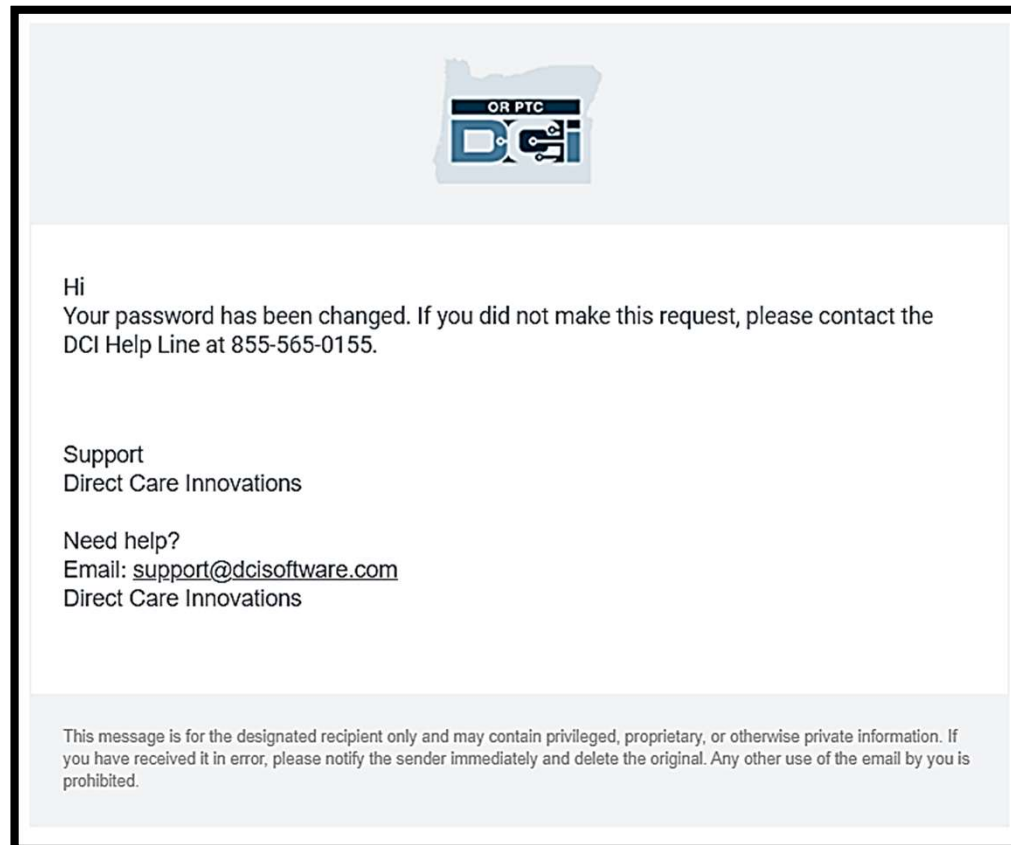 OR PTC
DCi
Hi
Your password has been changed. If you did not make this request, please contact the
DCI Help Line at 855-565-0155.
Support
Direct Care Innovations
Need help?
Email: support@dcisoftware.com
Direct Care Innovations
This message is for the designated recipient only and may contain privileged, proprietary, or otherwise private information. If
you have received it in error, please notify the sender immediately and delete the original. Any other use of the email by you is
prohibited.